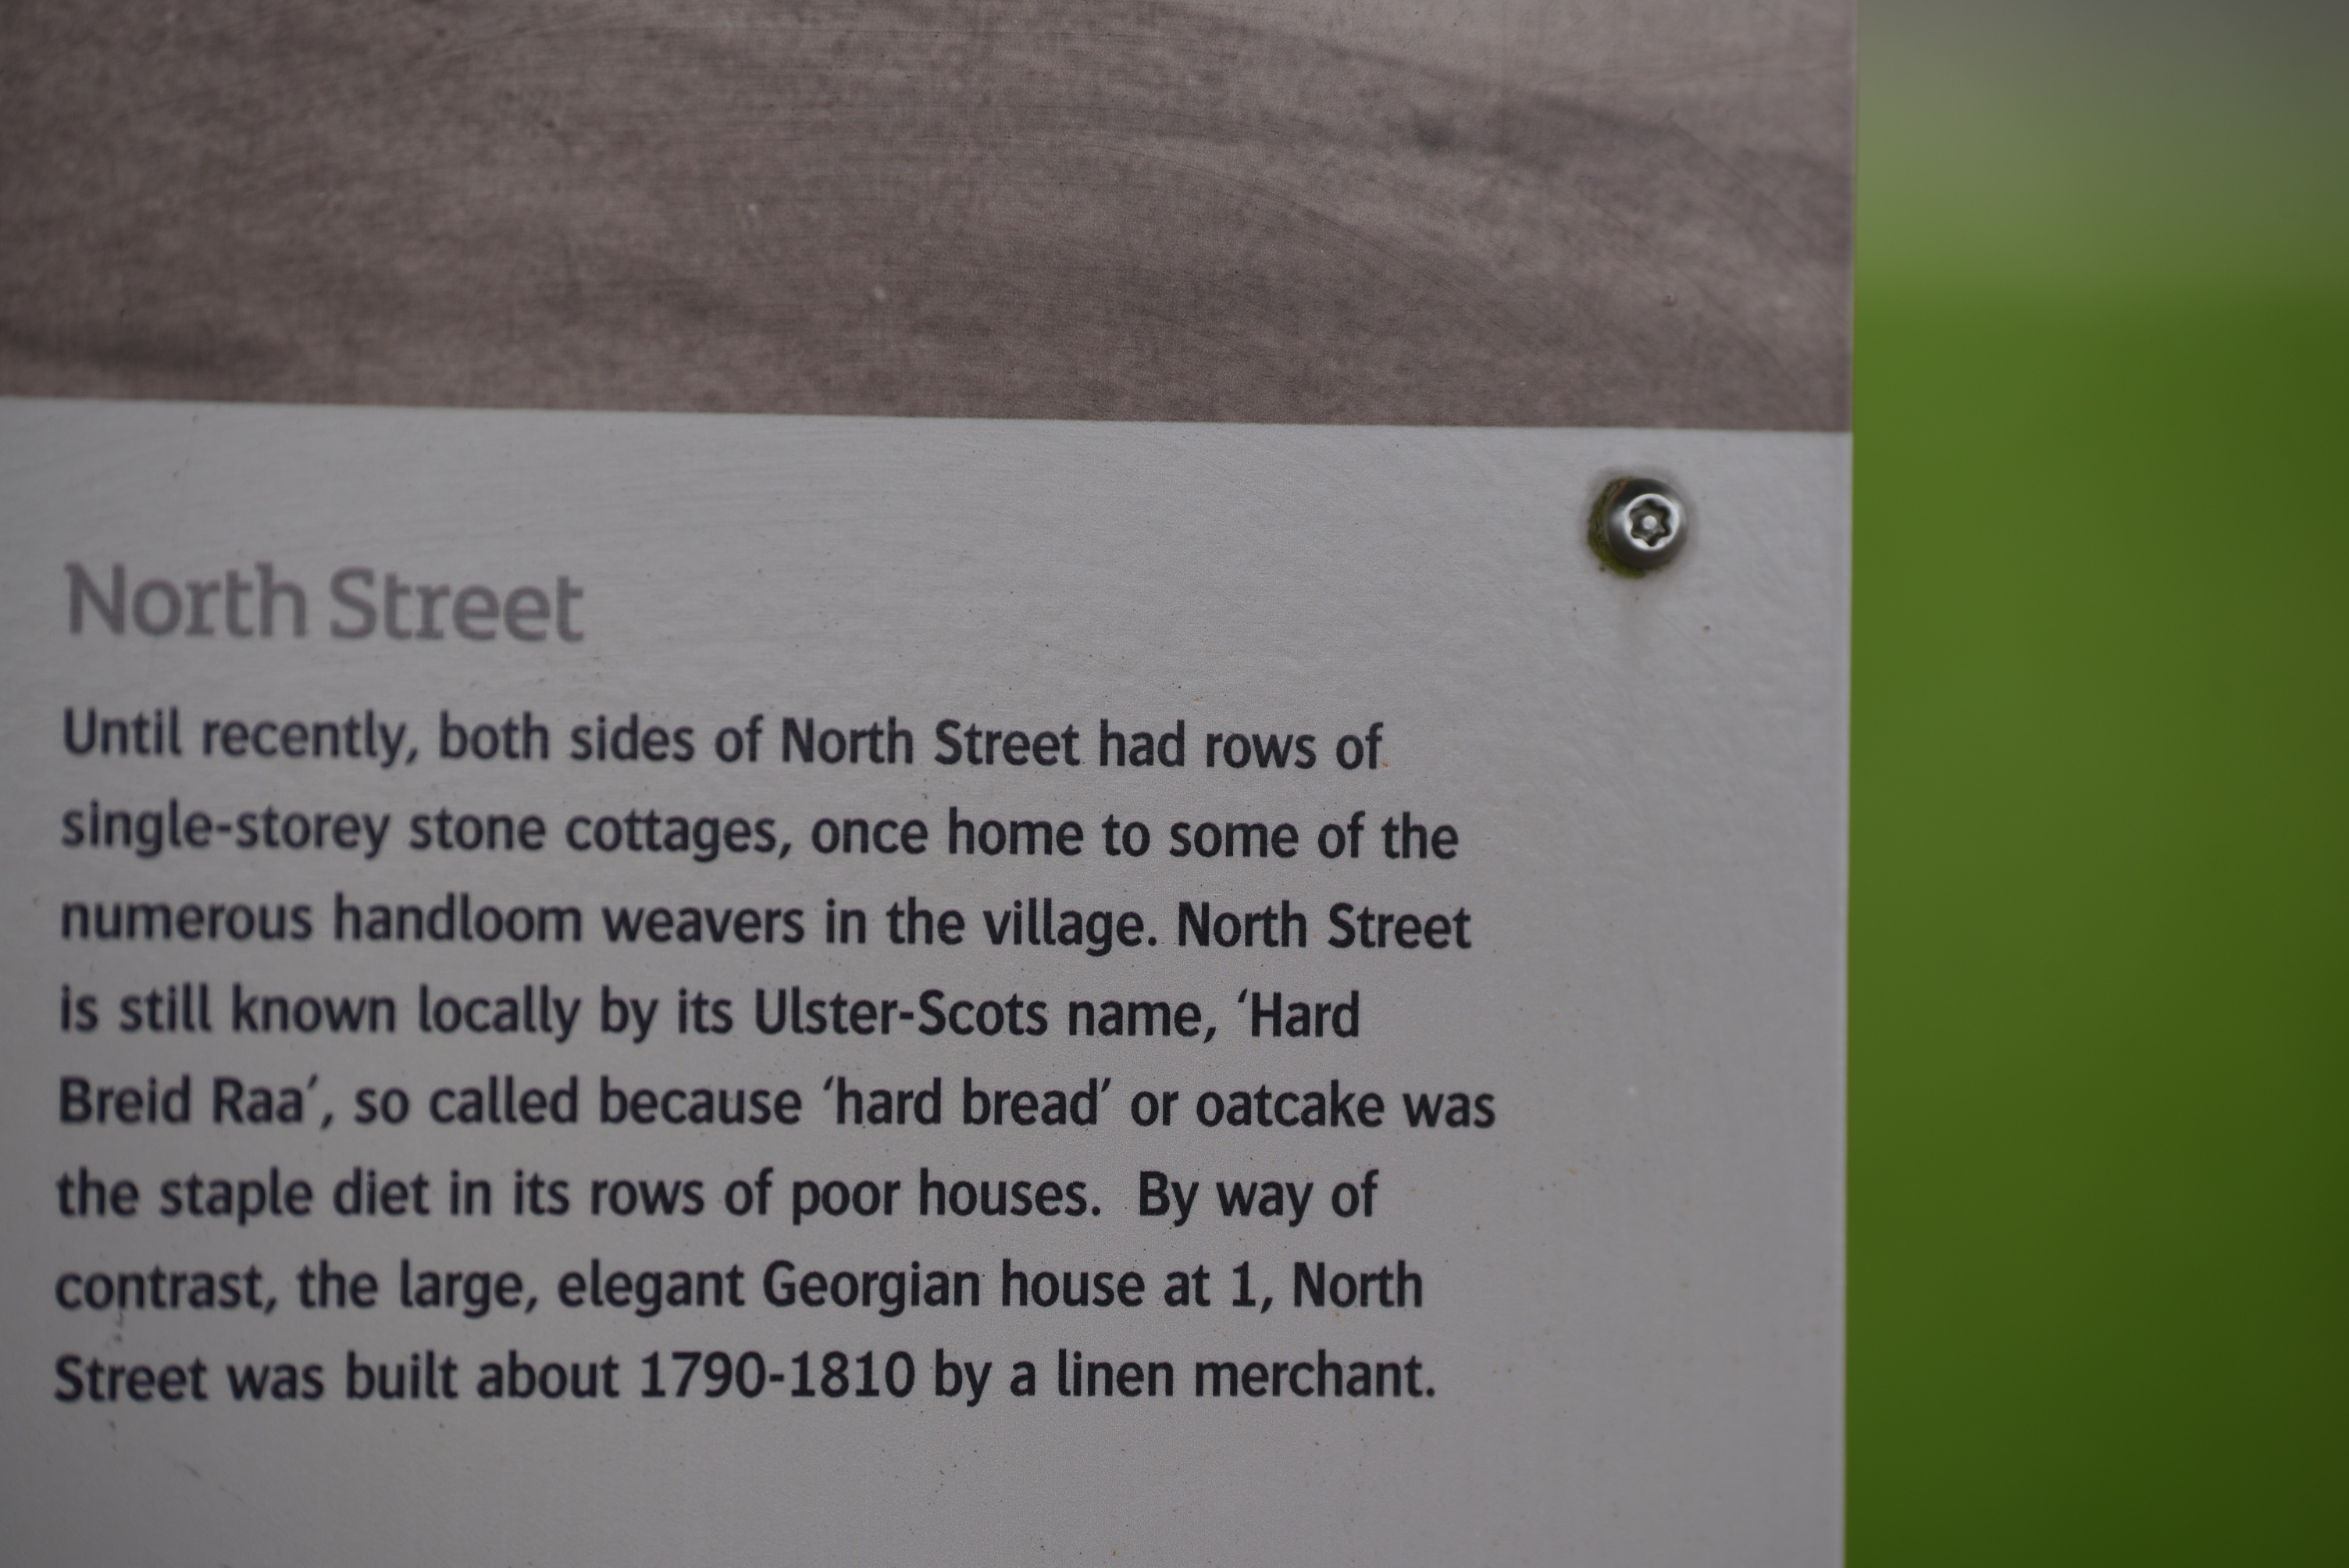 North Street
Until recently, both sides of North Street had rows of
single-storey stone cottages, once home to some of the
numerous handloom weavers in the village. North Street
is still known locally by its Ulster-Scots name, ‘Hard
Breid Raa’, so called because ‘hard bread’ or oatcake was
the staple diet in its rows of poor houses.  By way of
contrast, the large, elegant Georgian house at 1, North
Street was built about 1790-1810 by a linen merchant.